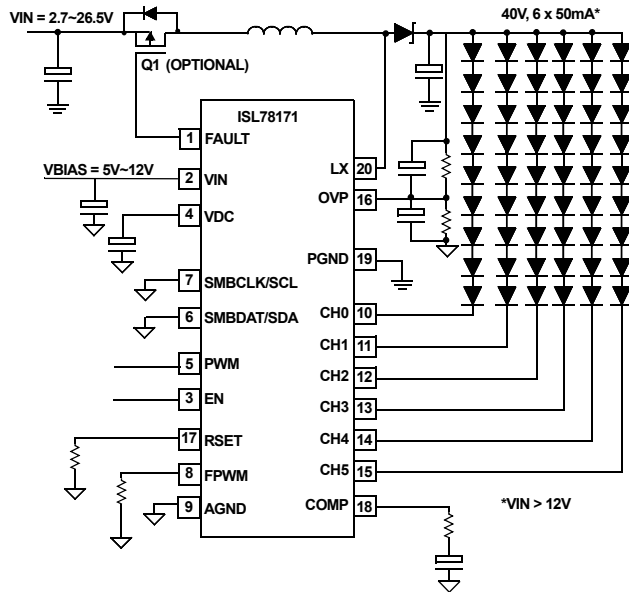 VIN = 2.7~26.5V
40V, 6 x 50mA*
Q1 (OPTIONAL)
ISL78171
1 FAULT
LX 20
VBIAS = 5V~12V
2 VIN
OVP 16
4 VDC
PGND 19
7 SMBCLK/SCL
CH0 10
6 SMBDAT/SDA
CH1 11
5 PWM
CH2 12
3 EN
CH3 13
17 RSET
CH4 14
8 FPWM
CH5 15
9 AGND
COMP 18
*VIN > 12V